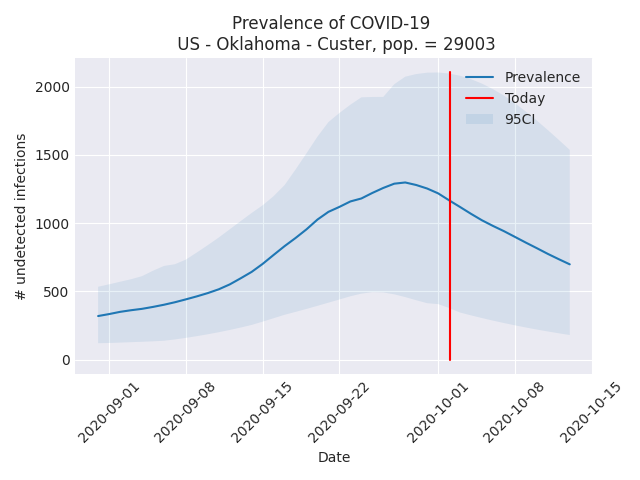 Prevalence of COVID-19
US - Oklahoma - Custer, pop. = 29003
Prevalence
Today
95CI
# undetected infections
2000
1500
1000
500
0
2020-09-01
2020-09-08
2020-09-15
2020-09-22
2020-10-01
2020-10-08
2020-10-15
Date